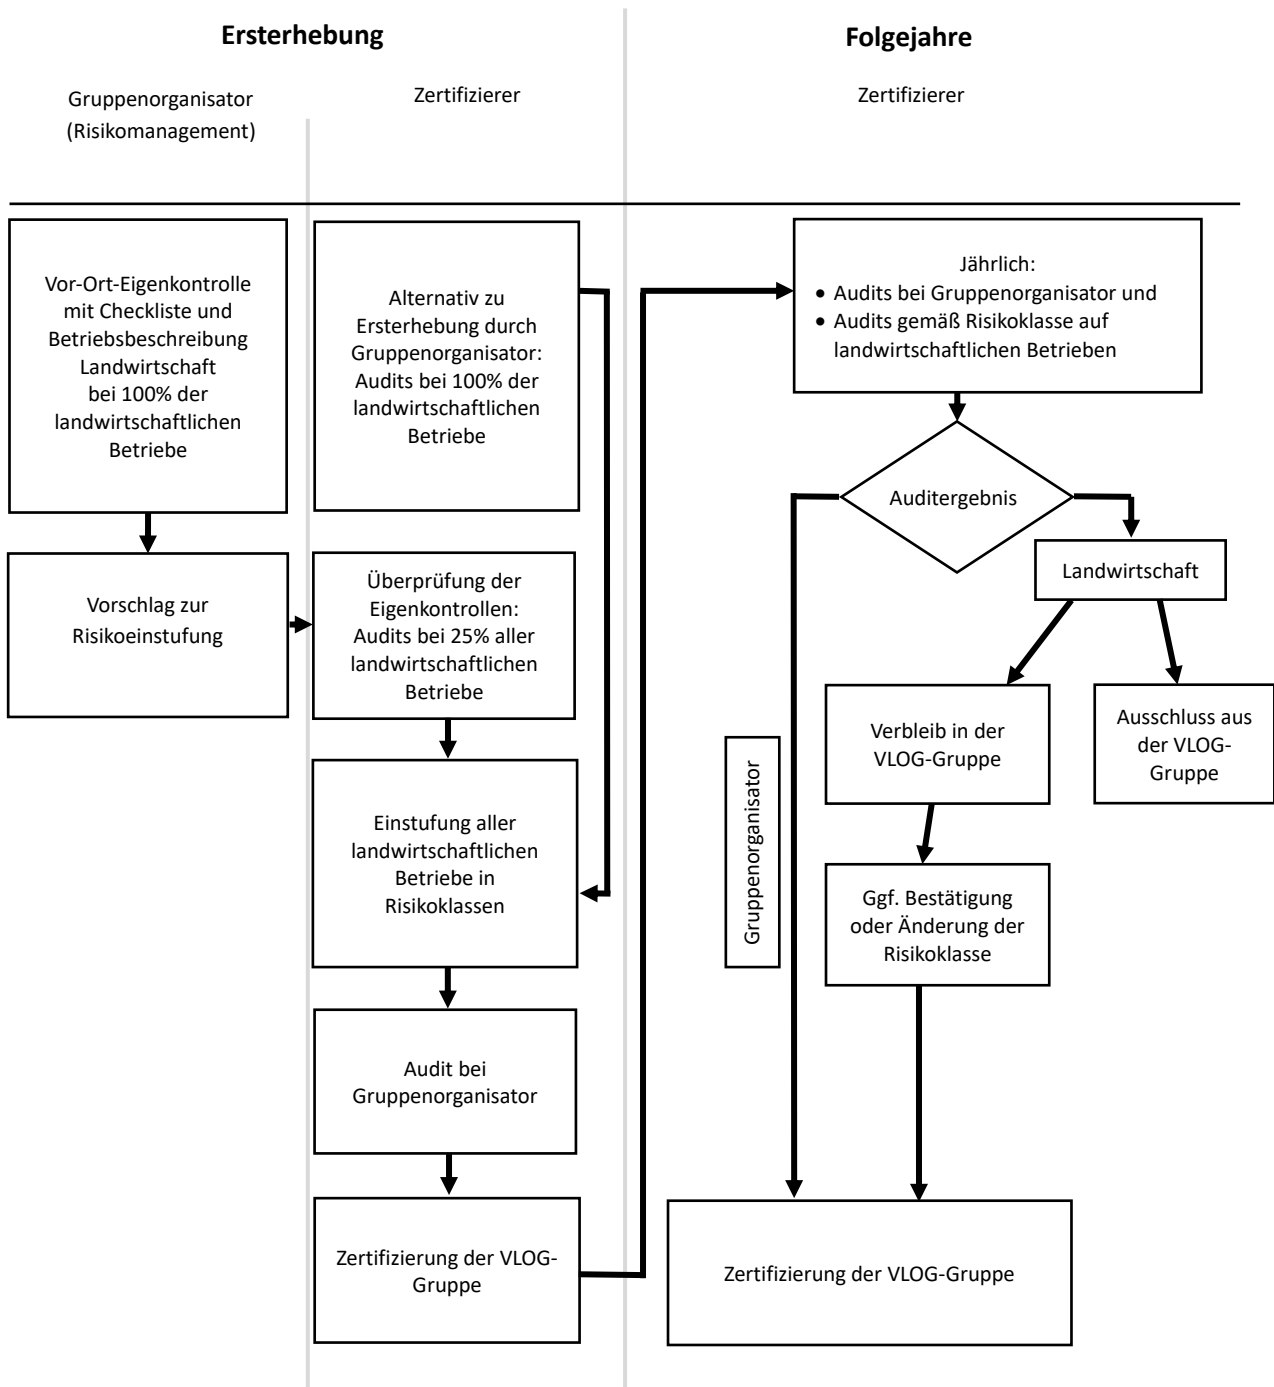 Ersterhebung
Folgejahre
Gruppenorganisator
(Risikomanagement)
Zertifizierer
Zertifizierer
Vor-Ort-Eigenkontrolle
mit Checkliste und
Betriebsbeschreibung
Landwirtschaft
bei 100% der
landwirtschaftlichen
Betriebe
Vorschlag zur
Risikoeinstufung
Alternativ zu
Ersterhebung durch
Gruppenorganisator:
Audits bei 100% der
landwirtschaftlichen
Betriebe
Überprüfung der
Eigenkontrollen:
Audits bei 25% aller
landwirtschaftlichen
Betriebe
Einstufung aller
landwirtschaftlichen
Betriebe in
Risikoklassen
Audit bei
Gruppenorganisator
Zertifizierung der VLOG-
Gruppe
Jährlich:
• Audits bei Gruppenorganisator und
• Audits gemäß Risikoklasse auf
landwirtschaftlichen Betrieben
Auditergebnis
Landwirtschaft
Verbleib in der
VLOG-Gruppe
Ausschluss aus
der VLOG-
Gruppe
Gruppenorganisator
Ggf. Bestätigung
oder Änderung der
Risikoklasse
Zertifizierung der VLOG-Gruppe